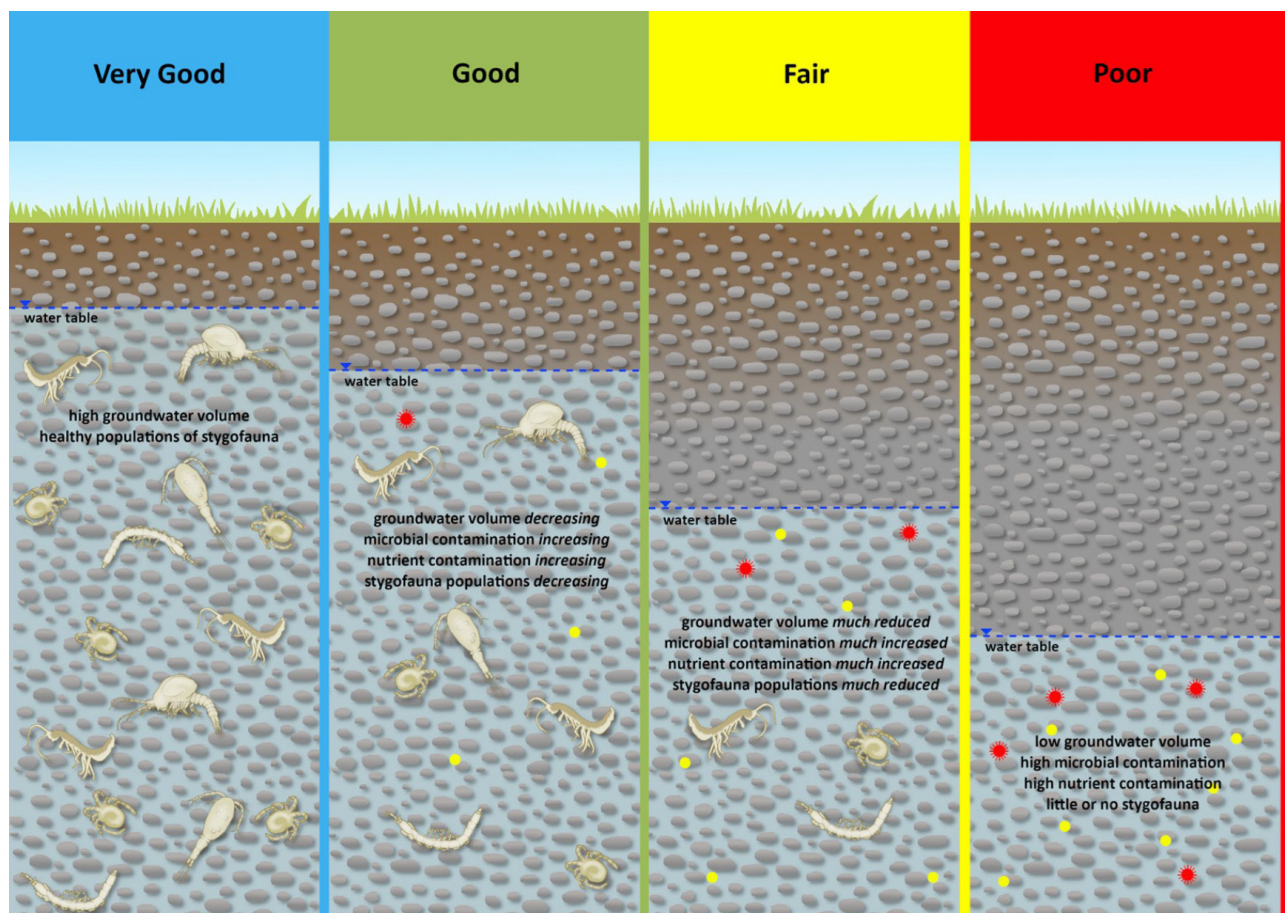 Very Good
Good
Fair
Poor
water table
high groundwater volume
healthy populations of stygofauna
water table
groundwater volume decreasing
microbial contamination increasing
nutrient contamination increasing
stygofauna populations decreasing
water table
groundwater volume much reduced
microbial contamination much increased
nutrient contamination much increased
stygofauna populations much reduced
water table
low groundwater volume
high microbial contamination
high nutrient contamination
little or no stygofauna